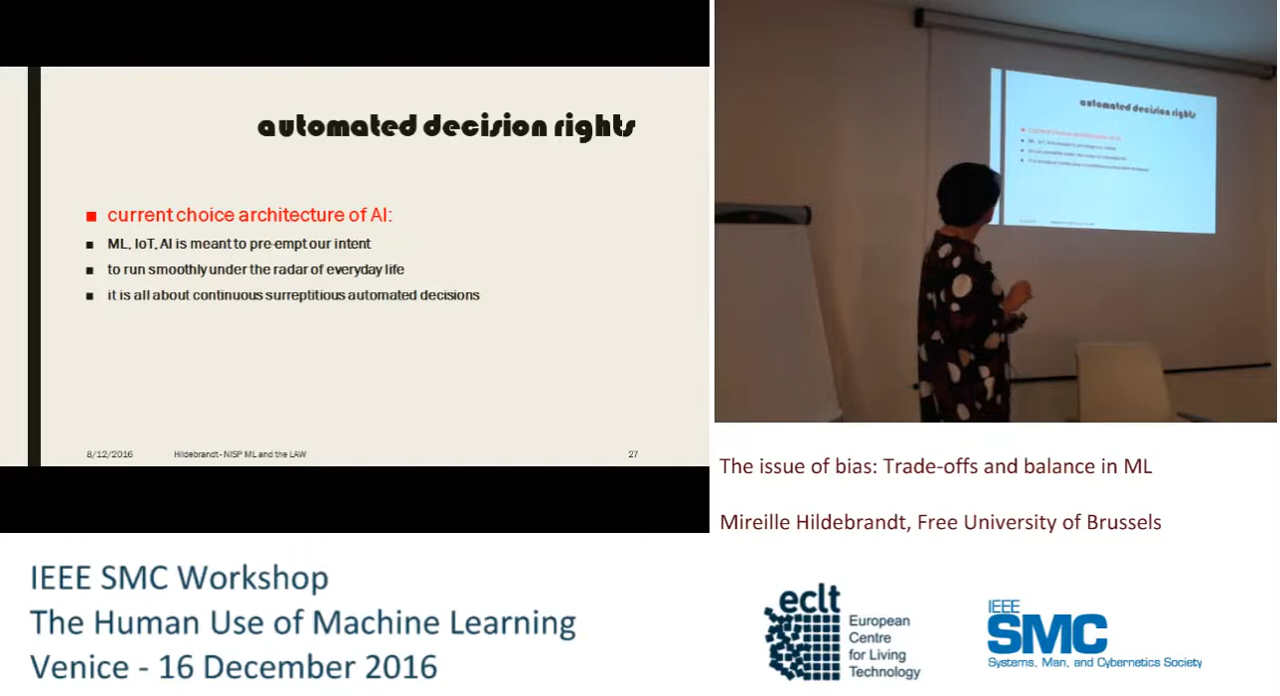 automated decision rights
current choice architecture of AI:
ML, IoT, AI is meant to pre-empt our intent
to run smoothly under the radar of everyday life
it is all about continuous surreptitious automated decisions
8/12/2016 Hildebrandt - NISP ML and the LAW 27
automated decision rights
The issue of bias: Trade-offs and balance in ML
Mireille Hildebrandt, Free University of Brussels
IEEE SMC Workshop
The Human Use of Machine Learning
Venice - 16 December 2016
eclt
European
Centre
for Living
Technology
IEEE
SMC
Systems, Man, and Cybernetics Society